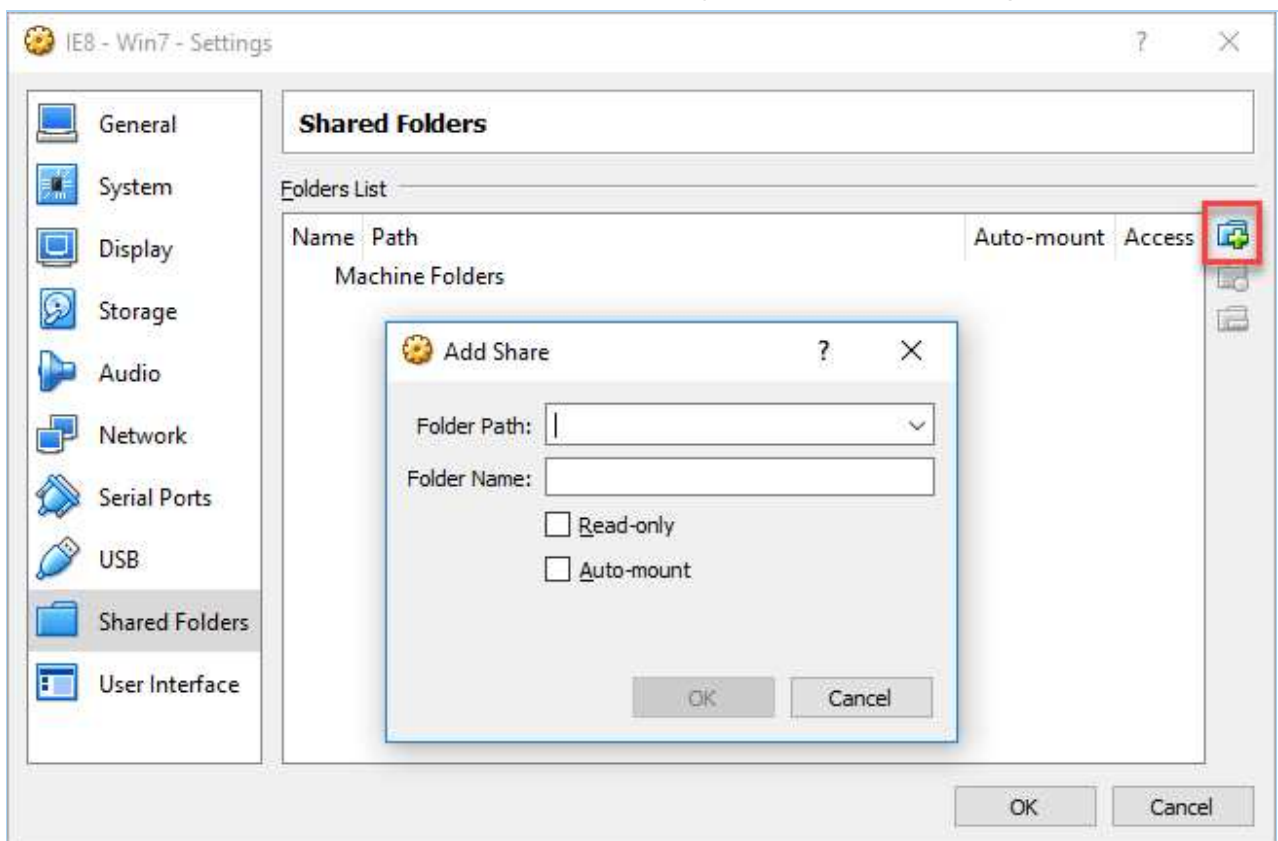 IE8 - Win7 - Settings ? ×
General
System
Display
Storage
Audio
Network
Serial Ports
USB
Shared Folders
User Interface
Shared Folders
Folders List
Name Path Auto-mount Access
Machine Folders
Add Share ? ×
Folder Path:
Folder Name:
Read-only
Auto-mount
OK Cancel
OK Cancel